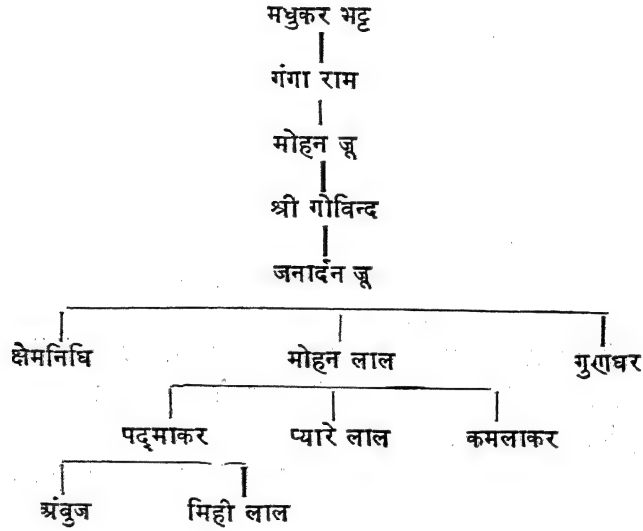 मधुकर भट्ट
गंगा राम
मोहन जू
श्री गोविन्द
जनार्दन जू
क्षेमनिधि मोहन लाल गुणधर
पद्माकर प्यारे लाल कमलाकर
अंबुज मिही लाल